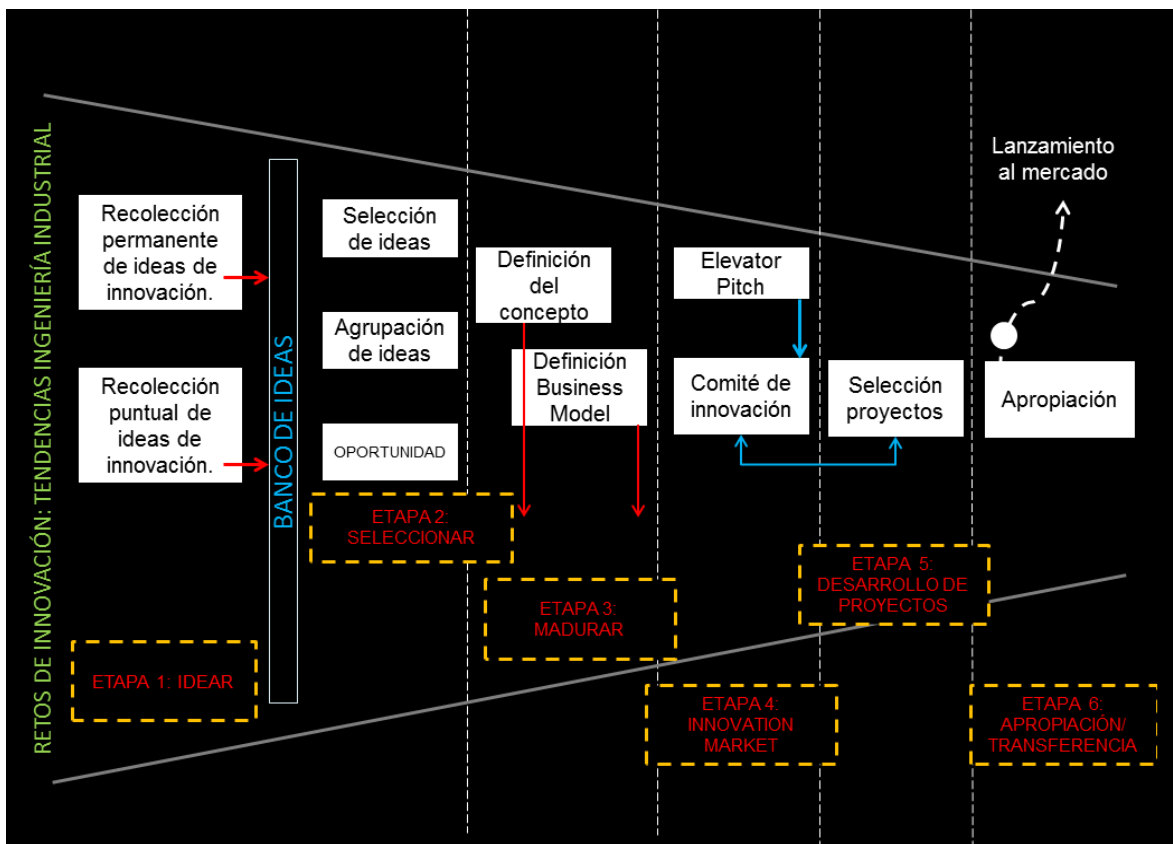 RETOS DE INNOVACIÓN: TENDENCIAS INGENIERÍA INDUSTRIAL
Recolección
permanente
de ideas de
innovación.
Recolección
puntual de
ideas de
innovación.
ETAPA 1: IDEAR
BANCO DE IDEAS
Selección
de ideas
Agrupación
de ideas
OPORTUNIDAD
ETAPA 2:
SELECCIONAR
Definición
del
concepto
Definición
Business
Model
ETAPA 3:
MADURAR
Elevator
Pitch
Comité de
innovación
ETAPA 4:
INNOVATION
MARKET
Selección
proyectos
ETAPA 5:
DESARROLLO DE
PROYECTOS
Lanzamiento
al mercado
Apropiación
ETAPA 6:
APROPIACIÓN/
TRANSFERENCIA